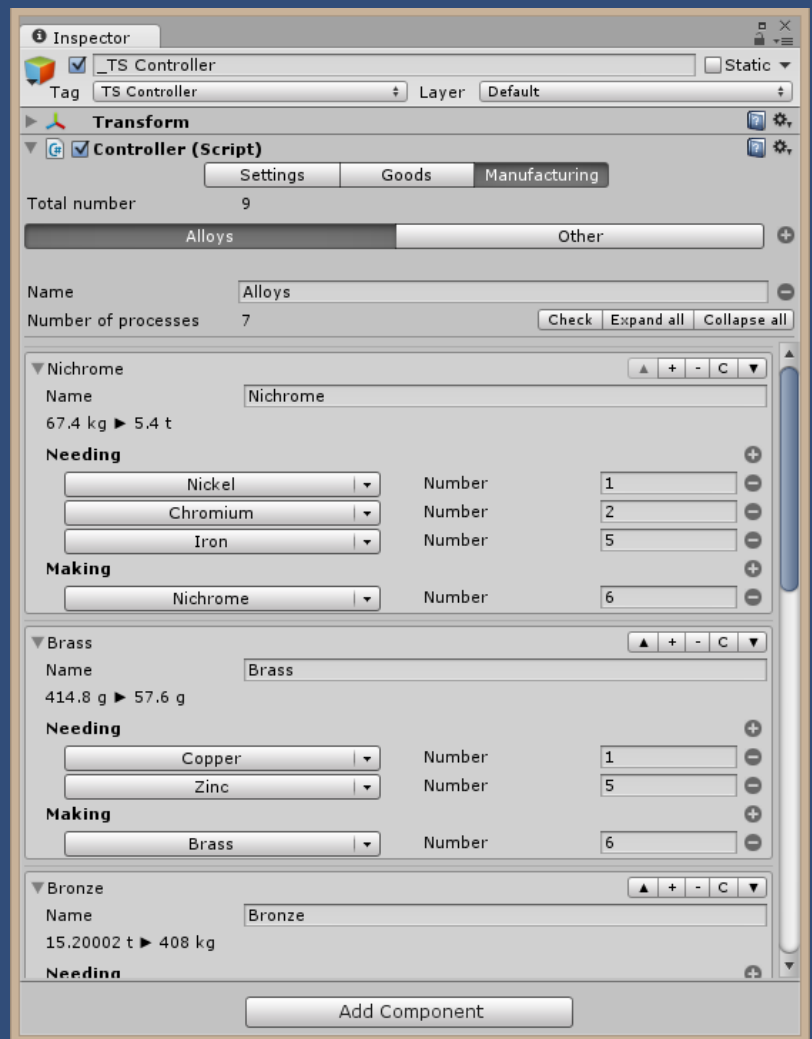 Inspector
_TS Controller Static
Tag TS Controller Layer Default
Transform
Controller (Script)
Settings Goods Manufacturing
Total number 9
Alloys Other
Name Alloys
Number of processes 7 Check Expand all Collapse all
Nichrome ▲ + - C ▼
Name Nichrome
67.4 kg ► 5.4 t
Needing
Nickel Number 1
Chromium Number 2
Iron Number 5
Making
Nichrome Number 6
Brass ▲ + - C ▼
Name Brass
414.8 g ► 57.6 g
Needing
Copper Number 1
Zinc Number 5
Making
Brass Number 6
Bronze ▲ + - C ▼
Name Bronze
15.20002 t ► 408 kg
Needing
Add Component